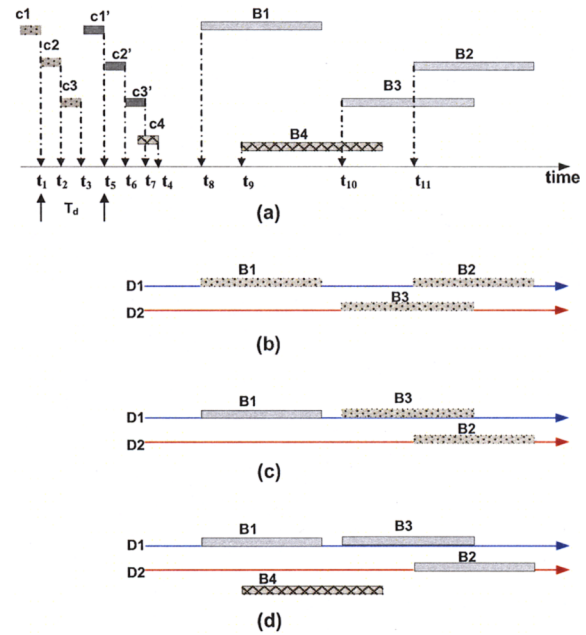 c1 c1' B1
c2 c2' B2
c3 c3' B3
c4 B4
t1 t2 t3 t5 t6 t7 t4 t8 t9 t10 t11 time
Td
(a)
B1 B2
D1
B3
D2
(b)
B1 B3
D1
B2
D2
(c)
B1 B3
D1
B2
D2
B4
(d)